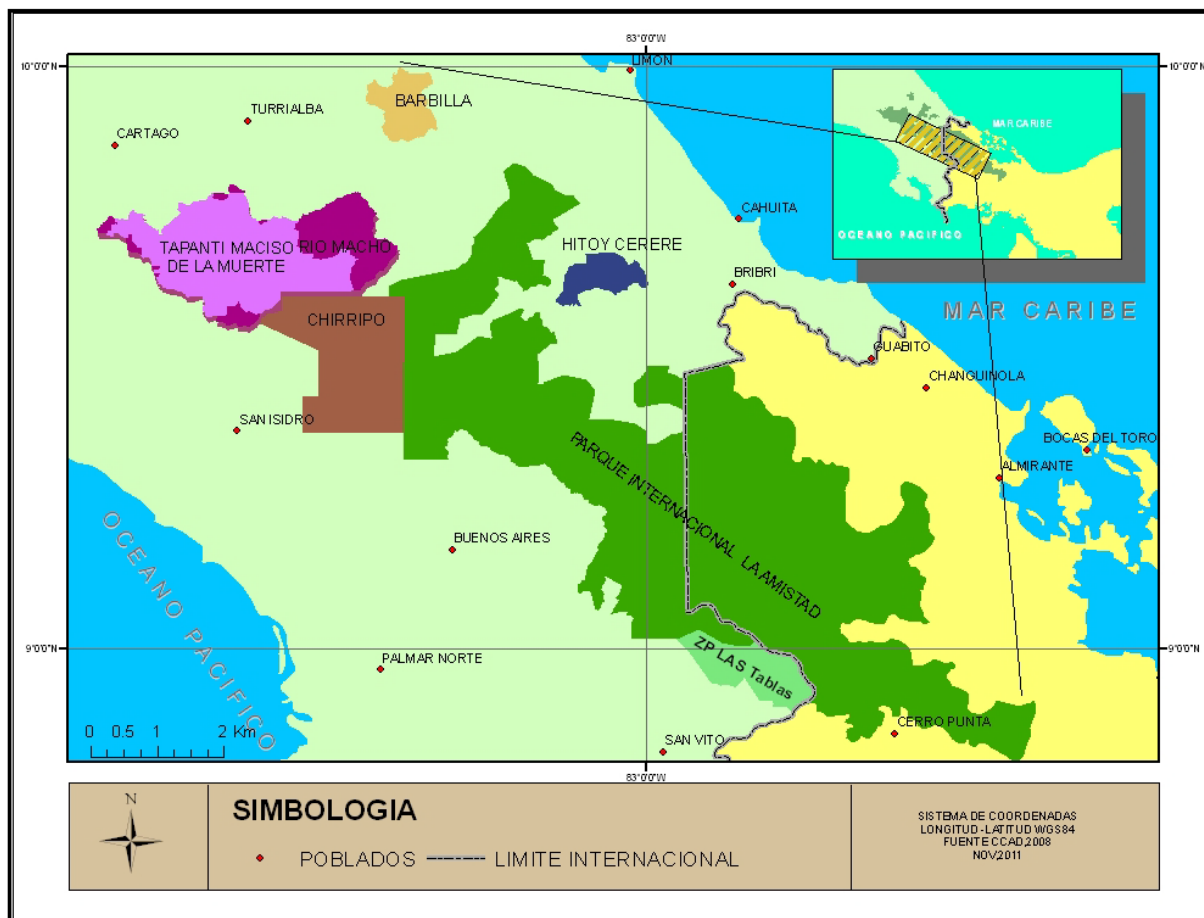 83°0'0"W
10°0'0"N
10°0'0"N
LIMON
BARBILLA
TURRIALBA
CARTAGO
MAR CARIBE
OCEANO PACIFICO
CAHUITA
TAPANTI MACISO
DE LA MUERTE
RIO MACHO
HITOY CERERE
BRIBRI
MAR CARIBE
CHIRRIPO
GUABITO
CHANGUINOLA
SAN ISIDRO
BOCAS DEL TORO
ALMIRANTE
PARQUE INTERNACIONAL LA AMISTAD
OCEANO PACIFICO
BUENOS AIRES
9°0'0"N
9°0'0"N
ZP LAS Tablas
PALMAR NORTE
CERRO PUNTA
0 0.5 1 2 Km
SAN VITO
83°0'0"W
N
SIMBOLOGIA
POBLADOS
LIMITE INTERNACIONAL
SISTEMA DE COORDENADAS
LONGITUD-LATITUD WGS84
FUENTE CCAD,2008
NOV,2011